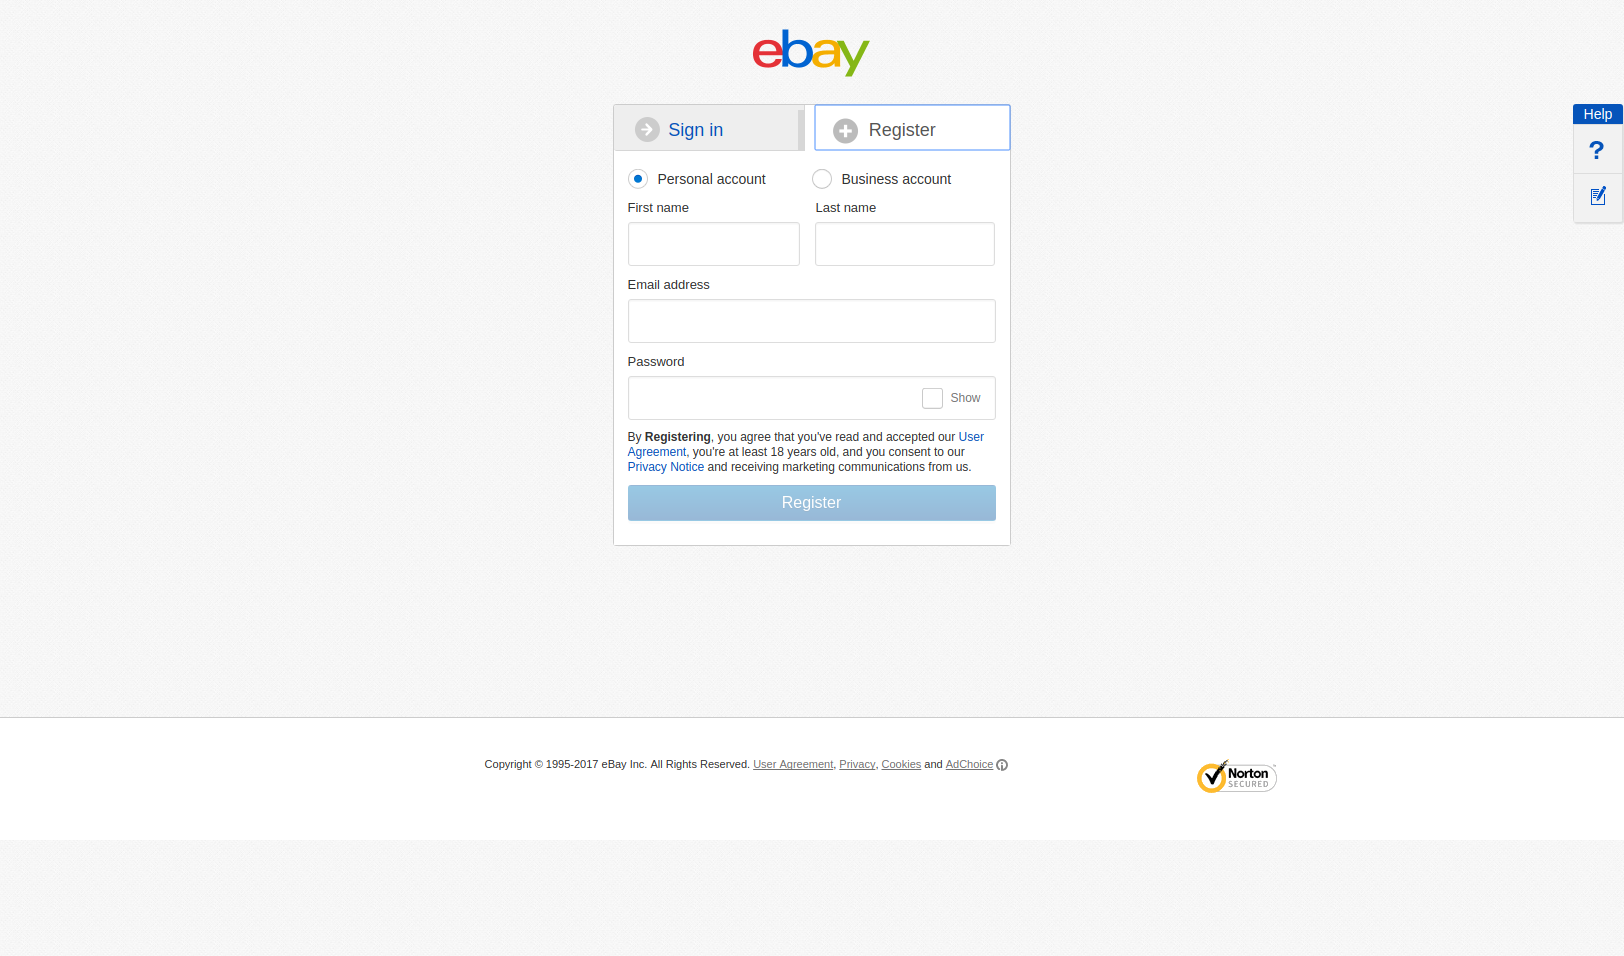 ebay
Sign in
Register
Help
?
Personal account
Business account
First name
Last name
Email address
Password
Show
By Registering, you agree that you've read and accepted our User
Agreement, you're at least 18 years old, and you consent to our
Privacy Notice and receiving marketing communications from us.
Register
Copyright © 1995-2017 eBay Inc. All Rights Reserved. User Agreement, Privacy, Cookies and AdChoice
Norton
SECURED